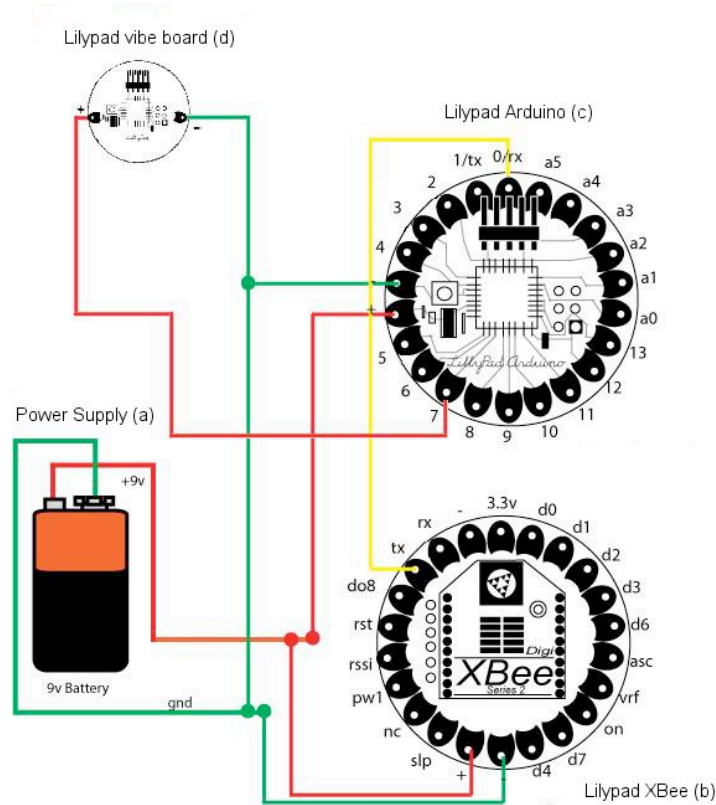 Lilypad vibe board (d)
+
-
Lilypad Arduino (c)
1/tx
0/rx
a5
a4
a3
a2
a1
a0
13
12
11
10
9
8
7
6
5
+
-
4
3
2
LillyPad Arduino
Power Supply (a)
+9v
9v Battery
gnd
3.3v
d0
d1
d2
d3
d6
asc
vrf
on
d7
d4
-
+
slp
nc
pw1
rssi
rst
do8
tx
rx
-
Digi
XBee
Series 2
Lilypad XBee (b)